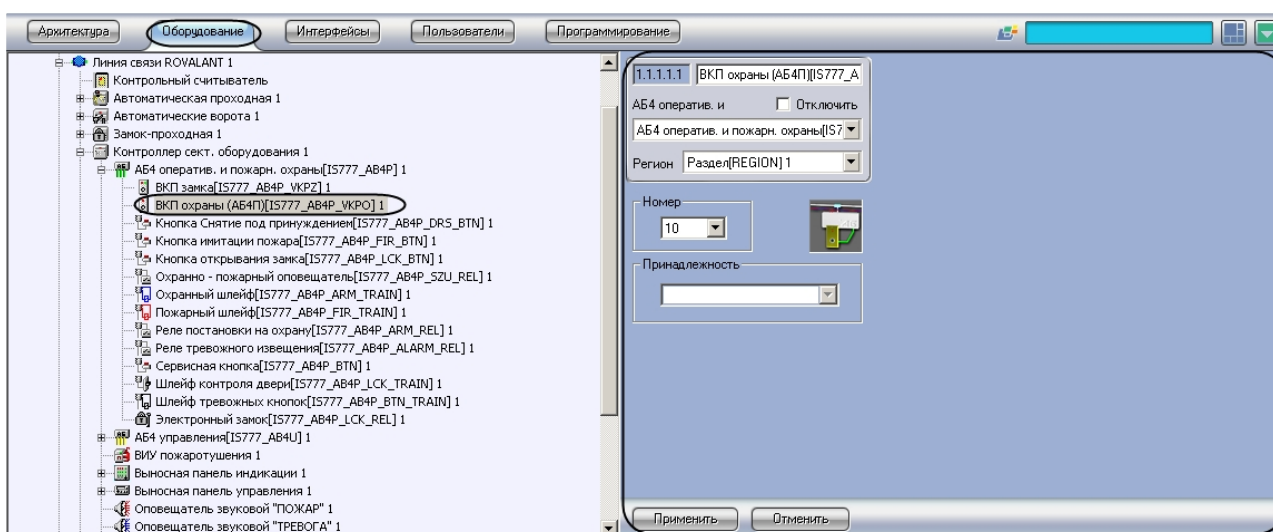 Архитектура Оборудование Интерфейсы Пользователи Программирование
Линия связи ROVALANT 1
Контрольный считыватель
Автоматическая проходная 1
Автоматические ворота 1
Замок-проходная 1
Контроллер сект. оборудования 1
АБ4 оператив. и пожарн. охраны[IS777_AB4P] 1
ВКП замка[IS777_AB4P_VKPZ] 1
ВКП охраны (АБ4П)[IS777_AB4P_VKPO] 1
Кнопка Снятие под принуждением[IS777_AB4P_DRS_BTN] 1
Кнопка имитации пожара[IS777_AB4P_FIR_BTN] 1
Кнопка открывания замка[IS777_AB4P_LCK_BTN] 1
Охранно - пожарный оповещатель[IS777_AB4P_SZU_REL] 1
Охранный шлейф[IS777_AB4P_ARM_TRAIN] 1
Пожарный шлейф[IS777_AB4P_FIR_TRAIN] 1
Реле постановки на охрану[IS777_AB4P_ARM_REL] 1
Реле тревожного извещения[IS777_AB4P_ALARM_REL] 1
Сервисная кнопка[IS777_AB4P_BTN] 1
Шлейф контроля двери[IS777_AB4P_LCK_TRAIN] 1
Шлейф тревожных кнопок[IS777_AB4P_BTN_TRAIN] 1
Электронный замок[IS777_AB4P_LCK_REL] 1
АБ4 управления[IS777_AB4U] 1
ВИУ пожаротушения 1
Выносная панель индикации 1
Выносная панель управления 1
Оповещатель звуковой "ПОЖАР" 1
Оповещатель звуковой "ТРЕВОГА" 1
1.1.1.1.1 ВКП охраны (АБ4П)[IS777_A
АБ4 оператив. и Отключить
АБ4 оператив. и пожарн. охраны[IS7
Регион Раздел[REGION] 1
Номер
10
Принадлежность
Применить Отменить